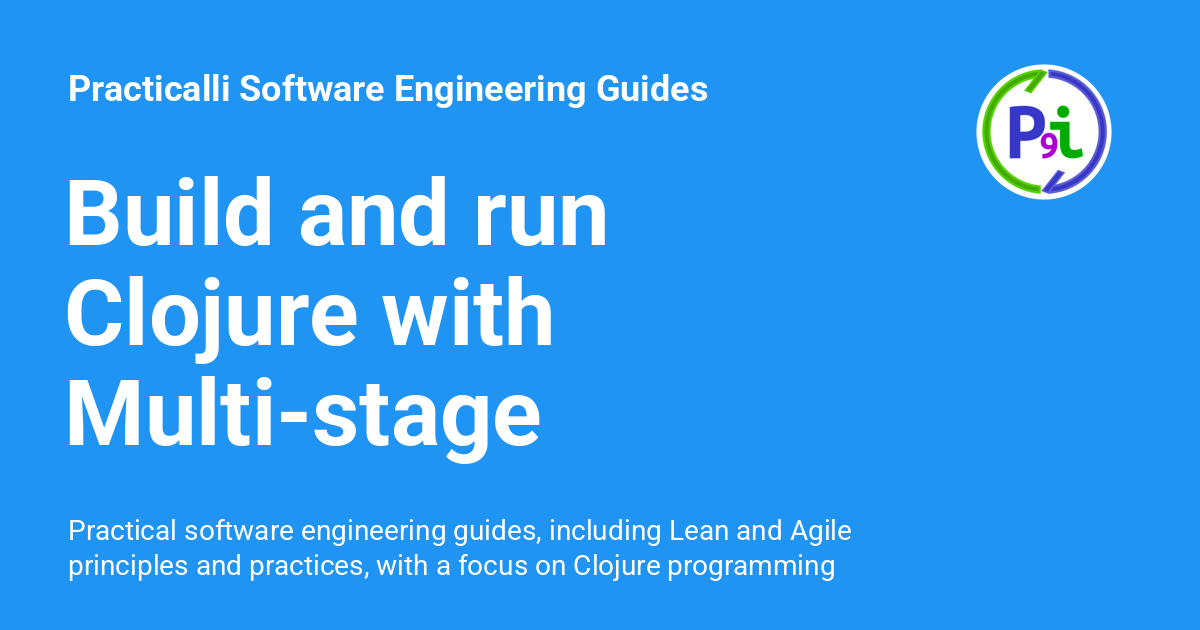 Practicalli Software Engineering Guides
P9i
Build and run
Clojure with
Multi-stage
Practical software engineering guides, including Lean and Agile
principles and practices, with a focus on Clojure programming